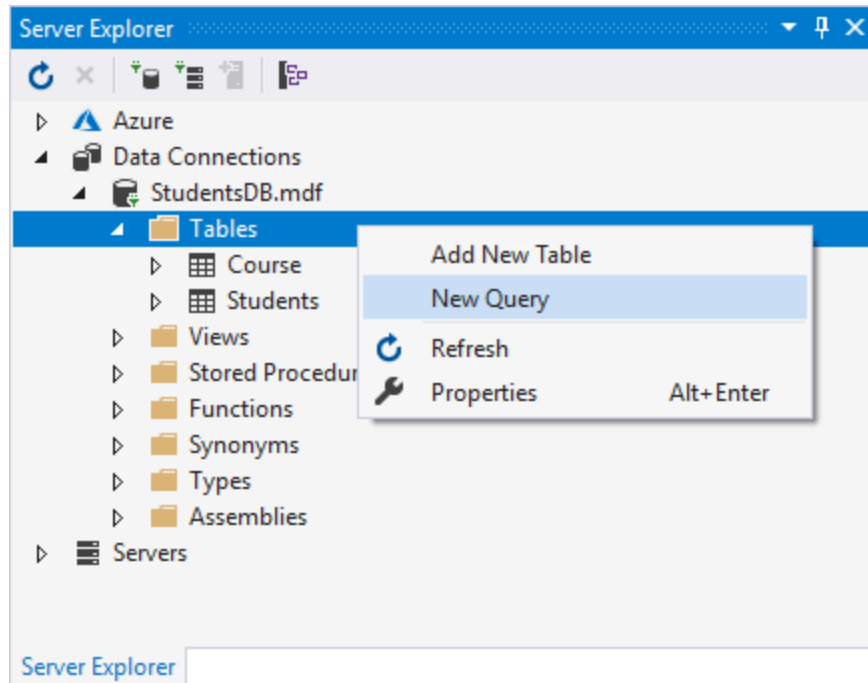 Server Explorer
Azure
Data Connections
StudentsDB.mdf
Tables
Add New Table
Course
New Query
Students
Views
Refresh
Stored Procedur
Properties Alt+Enter
Functions
Synonyms
Types
Assemblies
Servers
Server Explorer